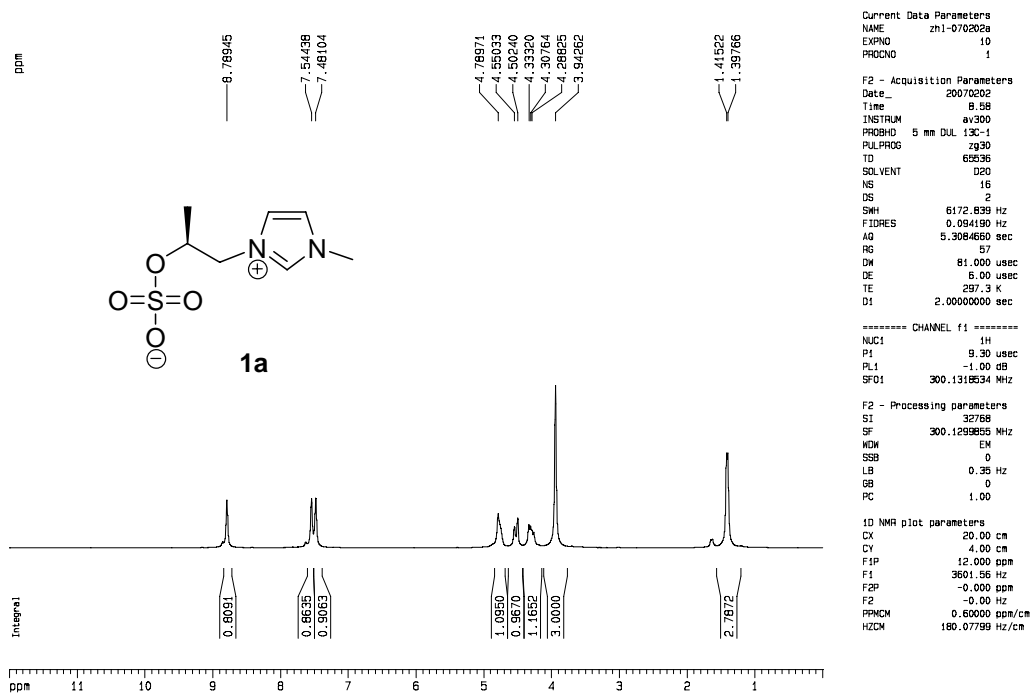 ppm
8.78945
7.54438
7.48104
4.78971
4.55033
4.50240
4.33320
4.30764
4.28825
3.94262
1.41522
1.39766
N
N
+
O
O=S=O
O
−
1a
Integral
0.8091
0.8635
0.9063
1.0950
0.9670
1.1652
3.0000
2.7872
ppm 11 10 9 8 7 6 5 4 3 2 1
Current Data Parameters
NAME zhl-070202a
EXPNO 10
PROCNO 1
F2 - Acquisition Parameters
Date_ 20070202
Time 8.58
INSTRUM av300
PROBHD 5 mm DUL 13C-1
PULPROG zg30
TD 65536
SOLVENT D2O
NS 16
DS 2
SWH 6172.839 Hz
FIDRES 0.094190 Hz
AQ 5.3084660 sec
RG 57
DW 81.000 usec
DE 6.00 usec
TE 297.3 K
D1 2.00000000 sec
======== CHANNEL f1 ========
NUC1 1H
P1 9.30 usec
PL1 -1.00 dB
SFO1 300.1318534 MHz
F2 - Processing parameters
SI 32768
SF 300.1299855 MHz
WDW EM
SSB 0
LB 0.35 Hz
GB 0
PC 1.00
1D NMR plot parameters
CX 20.00 cm
CY 4.00 cm
F1P 12.000 ppm
F1 3601.56 Hz
F2P -0.000 ppm
F2 -0.00 Hz
PPMCM 0.60000 ppm/cm
HZCM 180.07799 Hz/cm